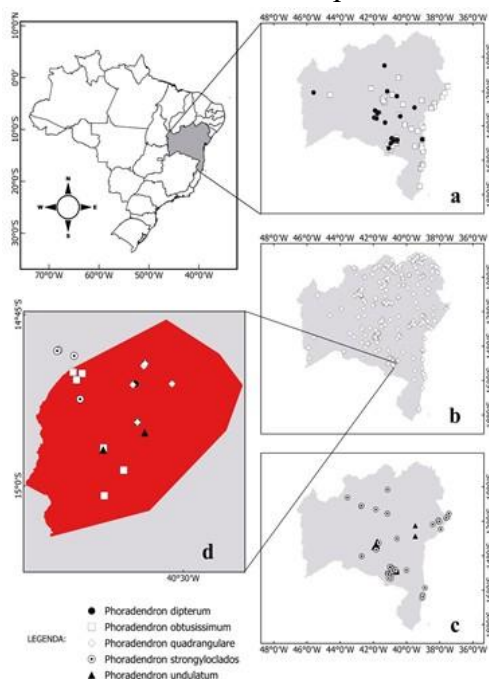 48°0'W 46°0'W 44°0'W 42°0'W 40°0'W 38°0'W 36°0'W
10°0'N
0°0'
10°0'S
20°0'S
30°0'S
N
W E
S
70°0'W 60°0'W 50°0'W 40°0'W
a
48°0'W 46°0'W 44°0'W 42°0'W 40°0'W 38°0'W 36°0'W
b
14°45'S
15°0'S
d
40°30'W
48°0'W 46°0'W 44°0'W 42°0'W 40°0'W 38°0'W 36°0'W
c
LEGENDA:
Phoradendron dipterum
Phoradendron obtusissimum
Phoradendron quadrangulare
Phoradendron strongyloclados
Phoradendron undulatum